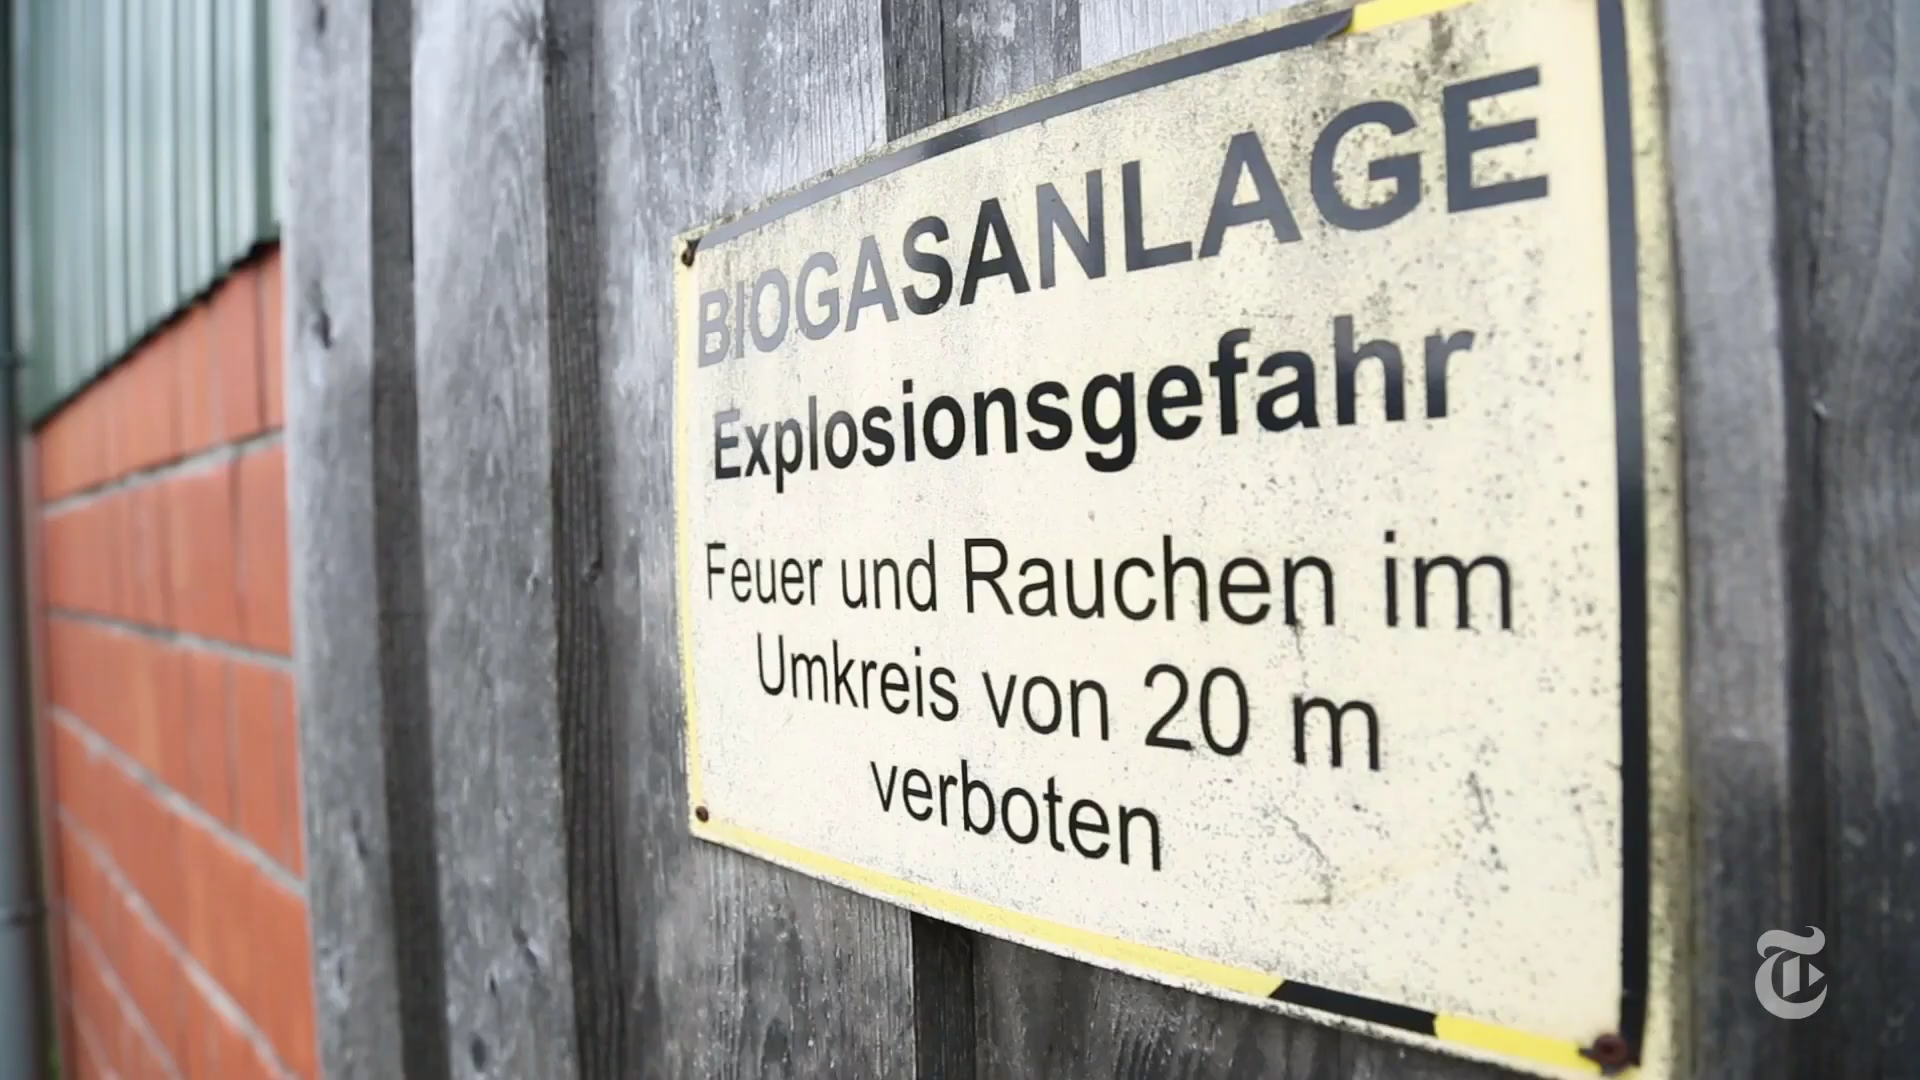 BIOGASANLAGE
Explosionsgefahr
Feuer und Rauchen im
Umkreis von 20 m
verboten